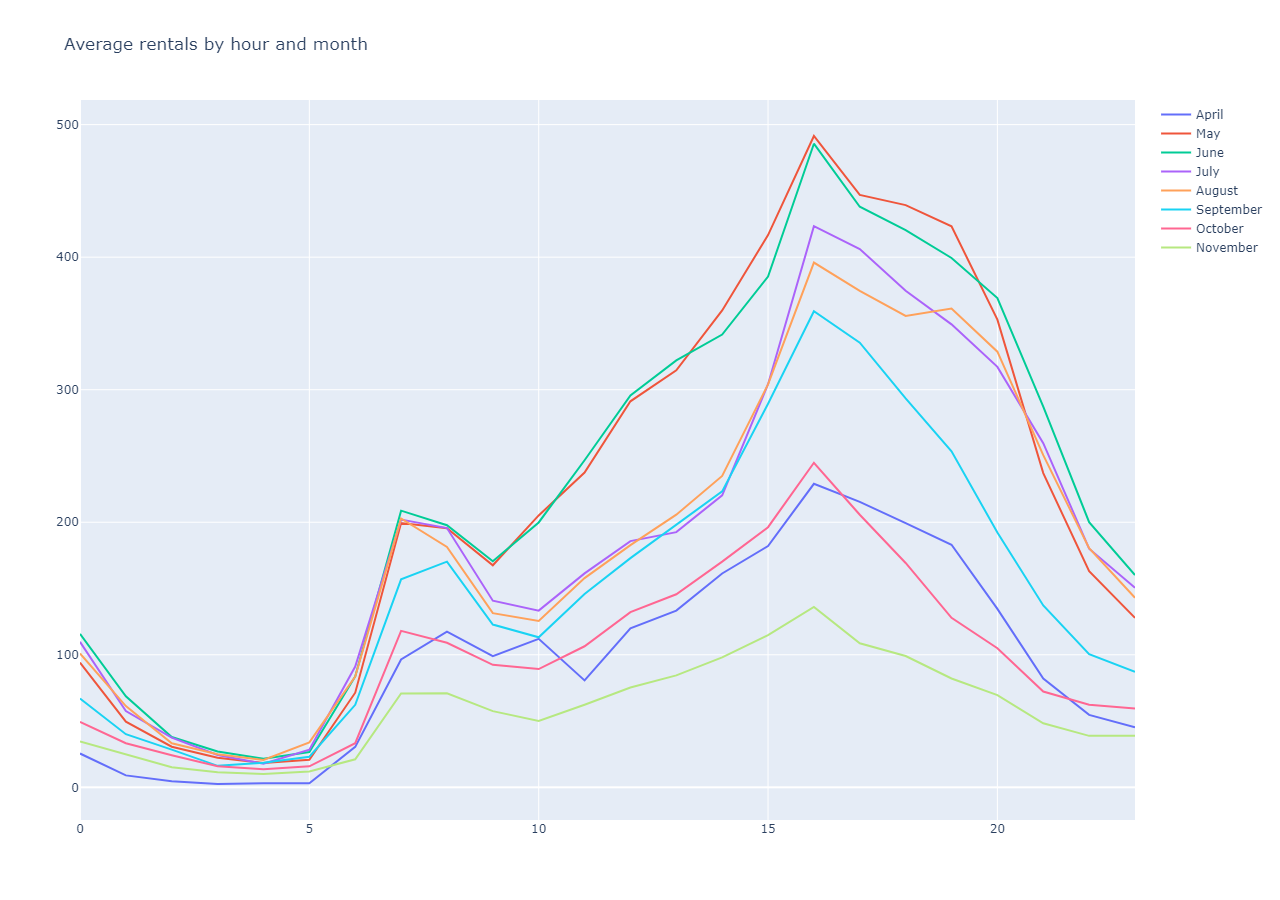 Average rentals by hour and month
500
400
300
200
100
0
0 5 10 15 20
April
May
June
July
August
September
October
November